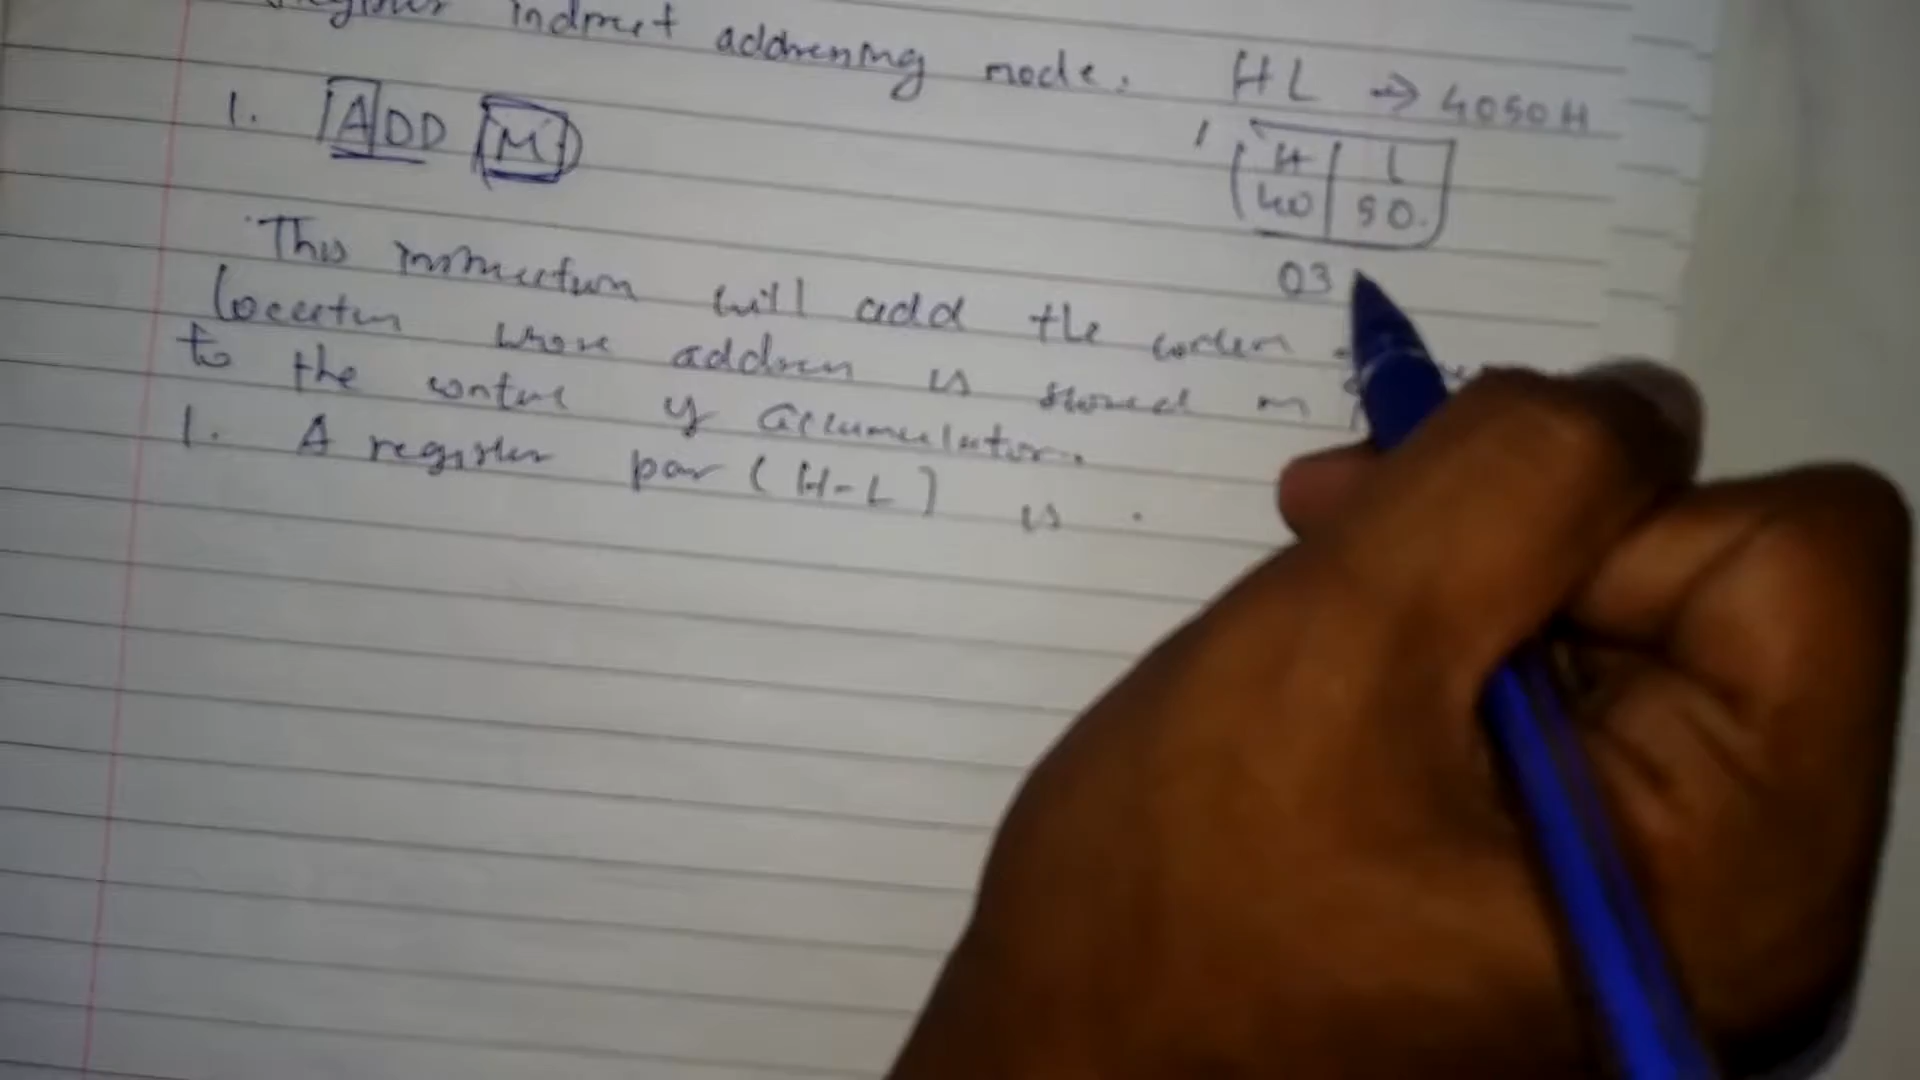 Register indirect addressing mode. HL → 4050H
1. ADD M
H L
40 50
03
This instruction will add the content
location whose address is stored in
to the content of accumulator.
1. A register pair (H-L) is